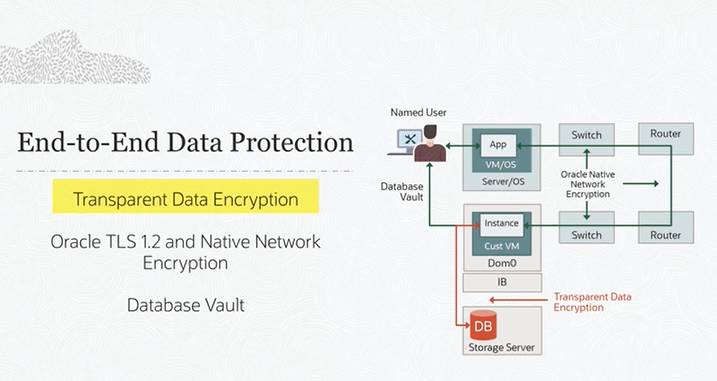 End-to-End Data Protection
Transparent Data Encryption
Oracle TLS 1.2 and Native Network
Encryption
Database Vault
Named User
App
VM/OS
Server/OS
Switch
Router
Oracle Native
Network
Encryption
Database
Vault
Instance
Cust VM
Dom0
Switch
Router
IB
Transparent Data
Encryption
DB
Storage Server